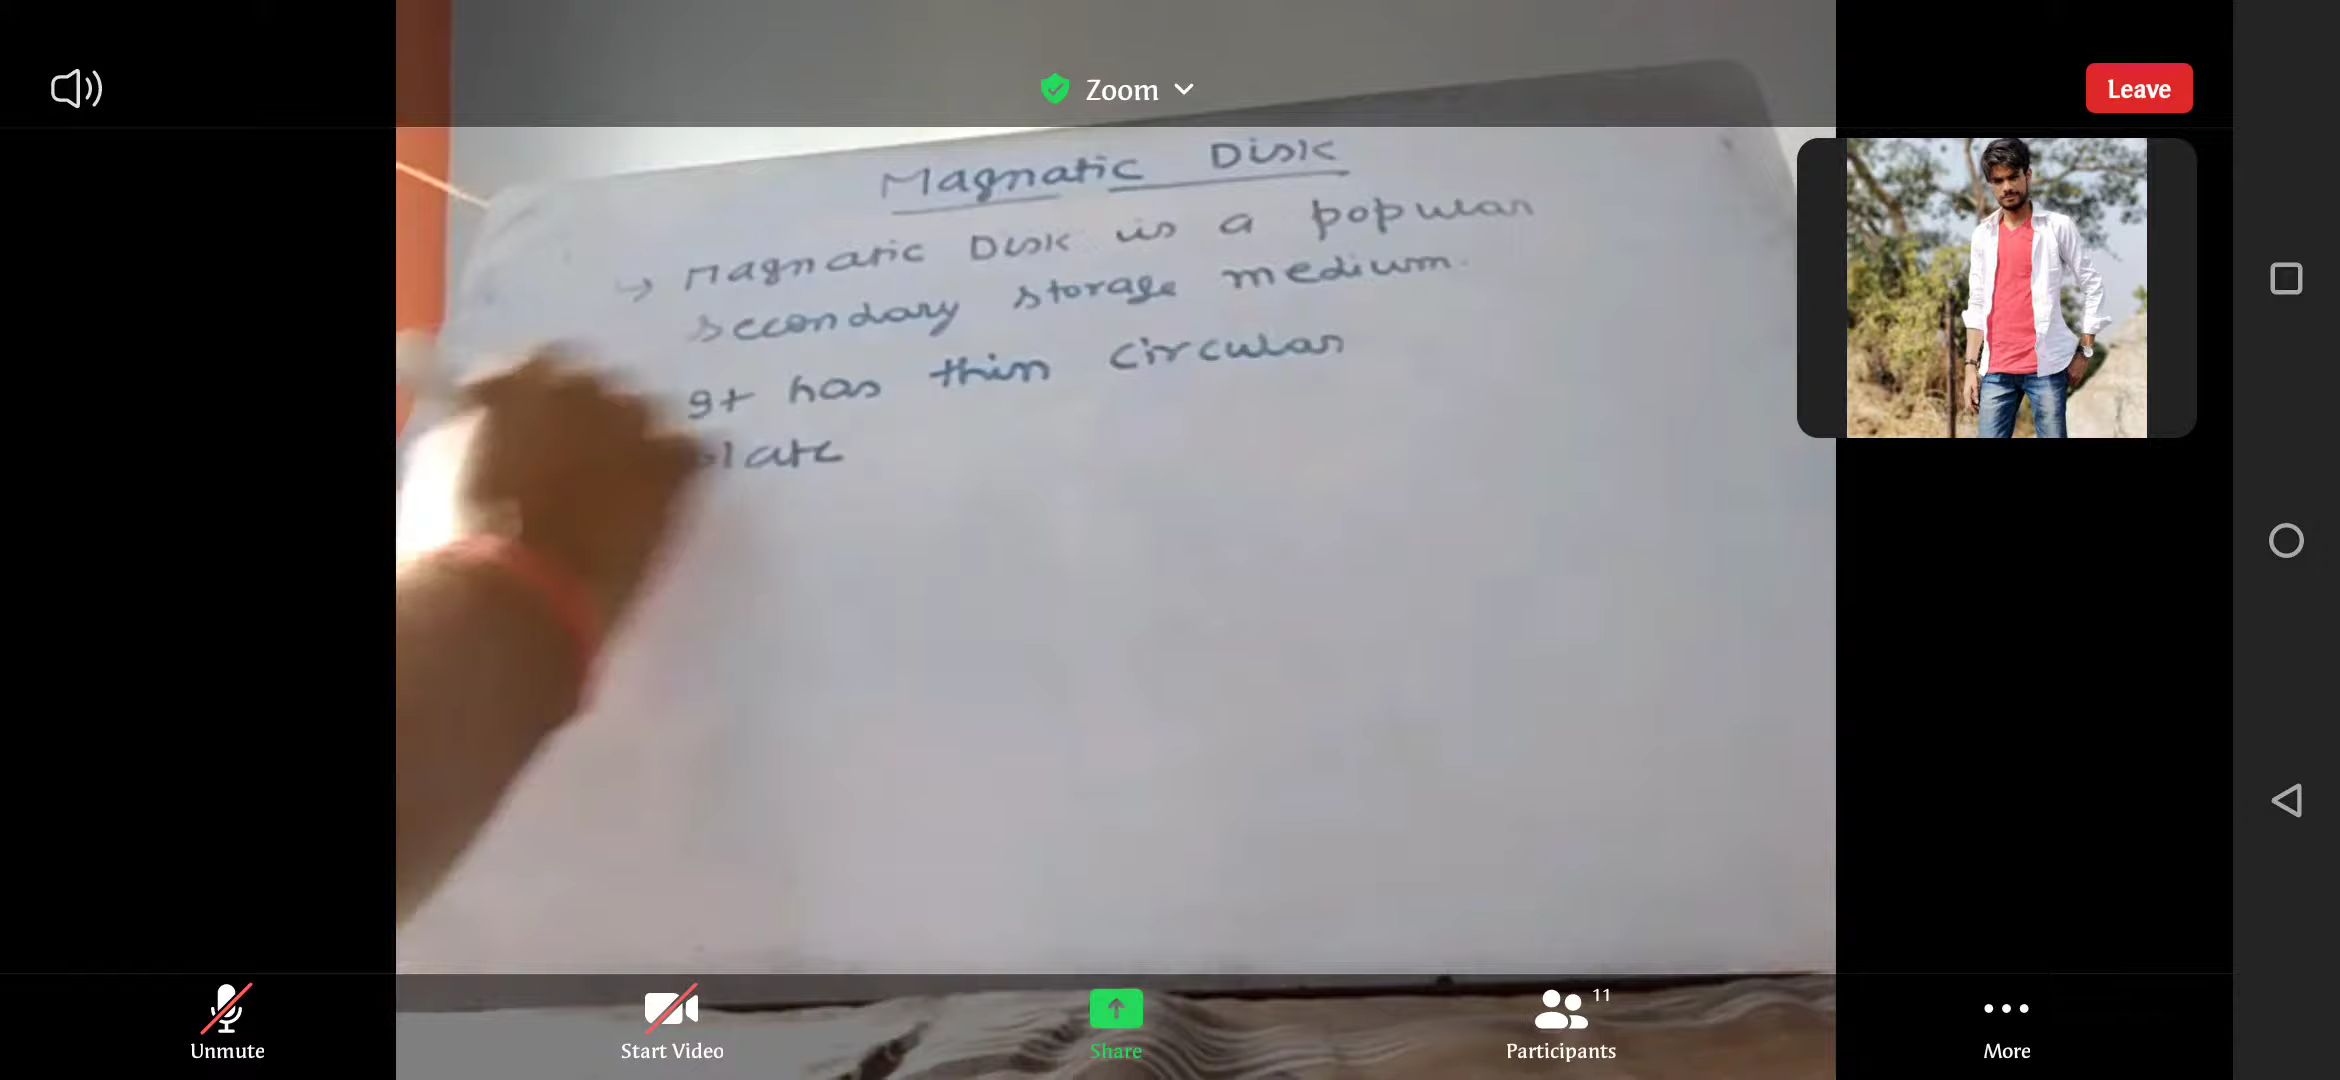 Zoom
Leave
Magnatic Disk
→ Magnatic Disk is a popular
secondary storage medium.
It has thin circular
plate
Unmute
Start Video
Share
11
Participants
More